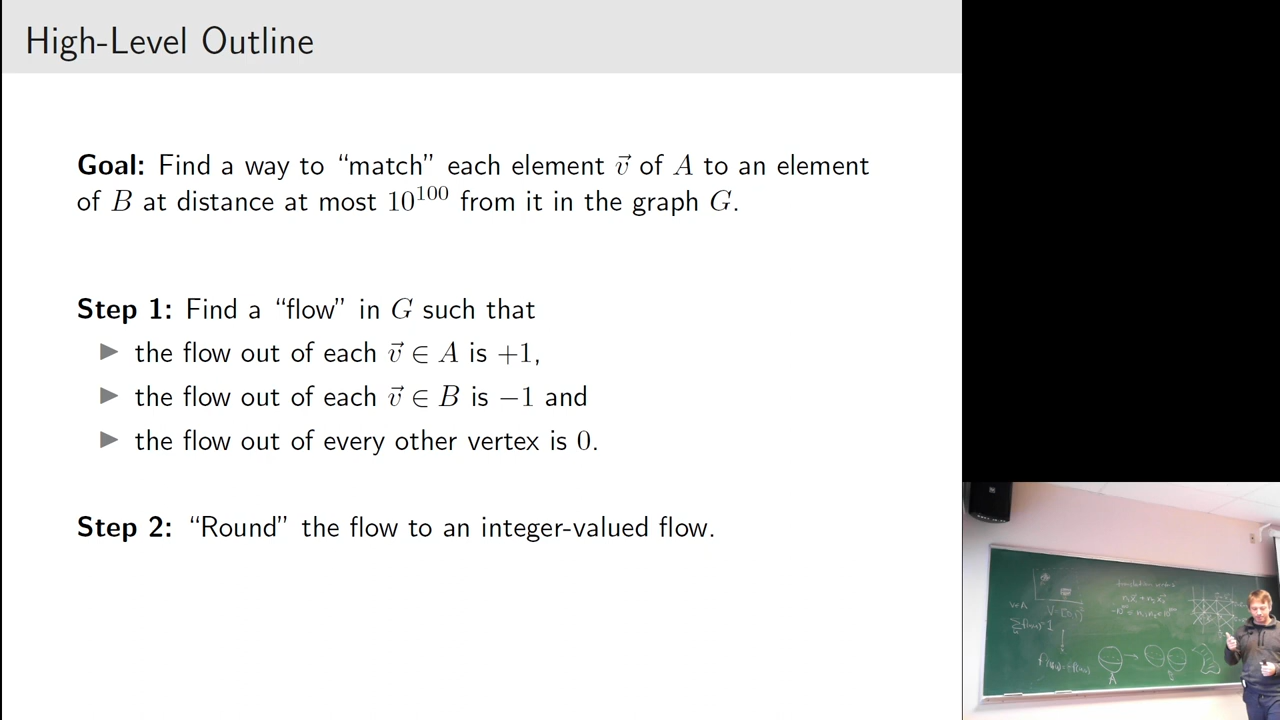 High-Level Outline
Goal: Find a way to “match” each element v⃗ of A to an element
of B at distance at most 10^100 from it in the graph G.
Step 1: Find a “flow” in G such that
▶ the flow out of each v⃗ ∈ A is +1,
▶ the flow out of each v⃗ ∈ B is −1 and
▶ the flow out of every other vertex is 0.
Step 2: “Round” the flow to an integer-valued flow.
A